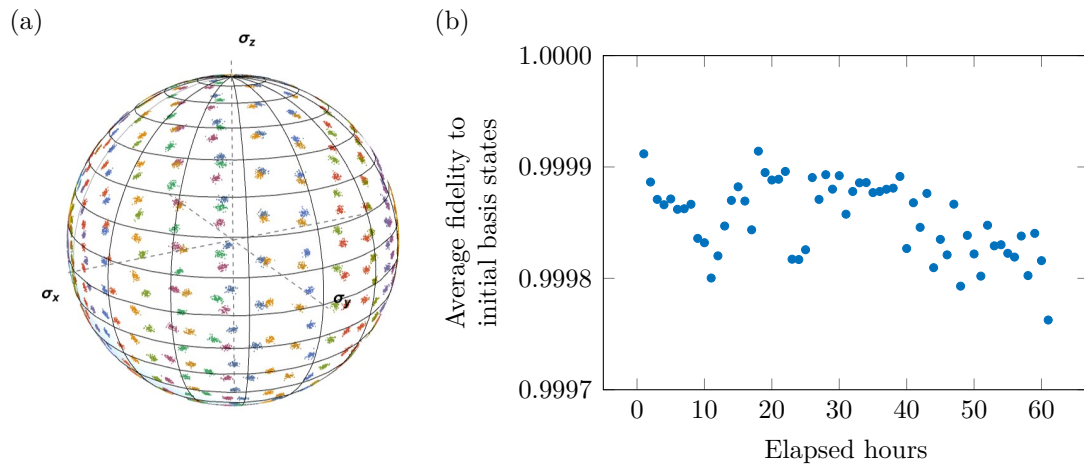 (a)
σz
σx
σy
(b)
1.0000
0.9999
0.9998
0.9997
0
10
20
30
40
50
60
Average fidelity to
initial basis states
Elapsed hours